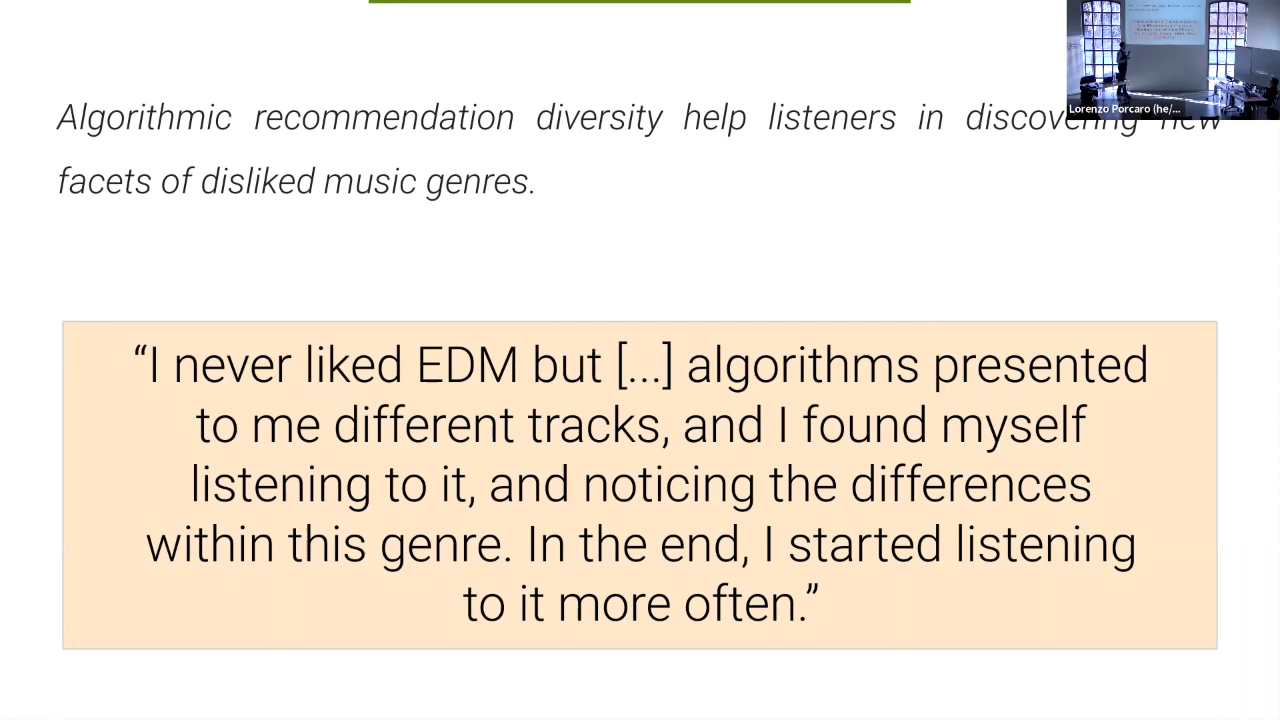 Algorithmic recommendation diversity help listeners in discovering new
facets of disliked music genres.
Lorenzo Porcaro (he/...
“I never liked EDM but [...] algorithms presented
to me different tracks, and I found myself
listening to it, and noticing the differences
within this genre. In the end, I started listening
to it more often.”